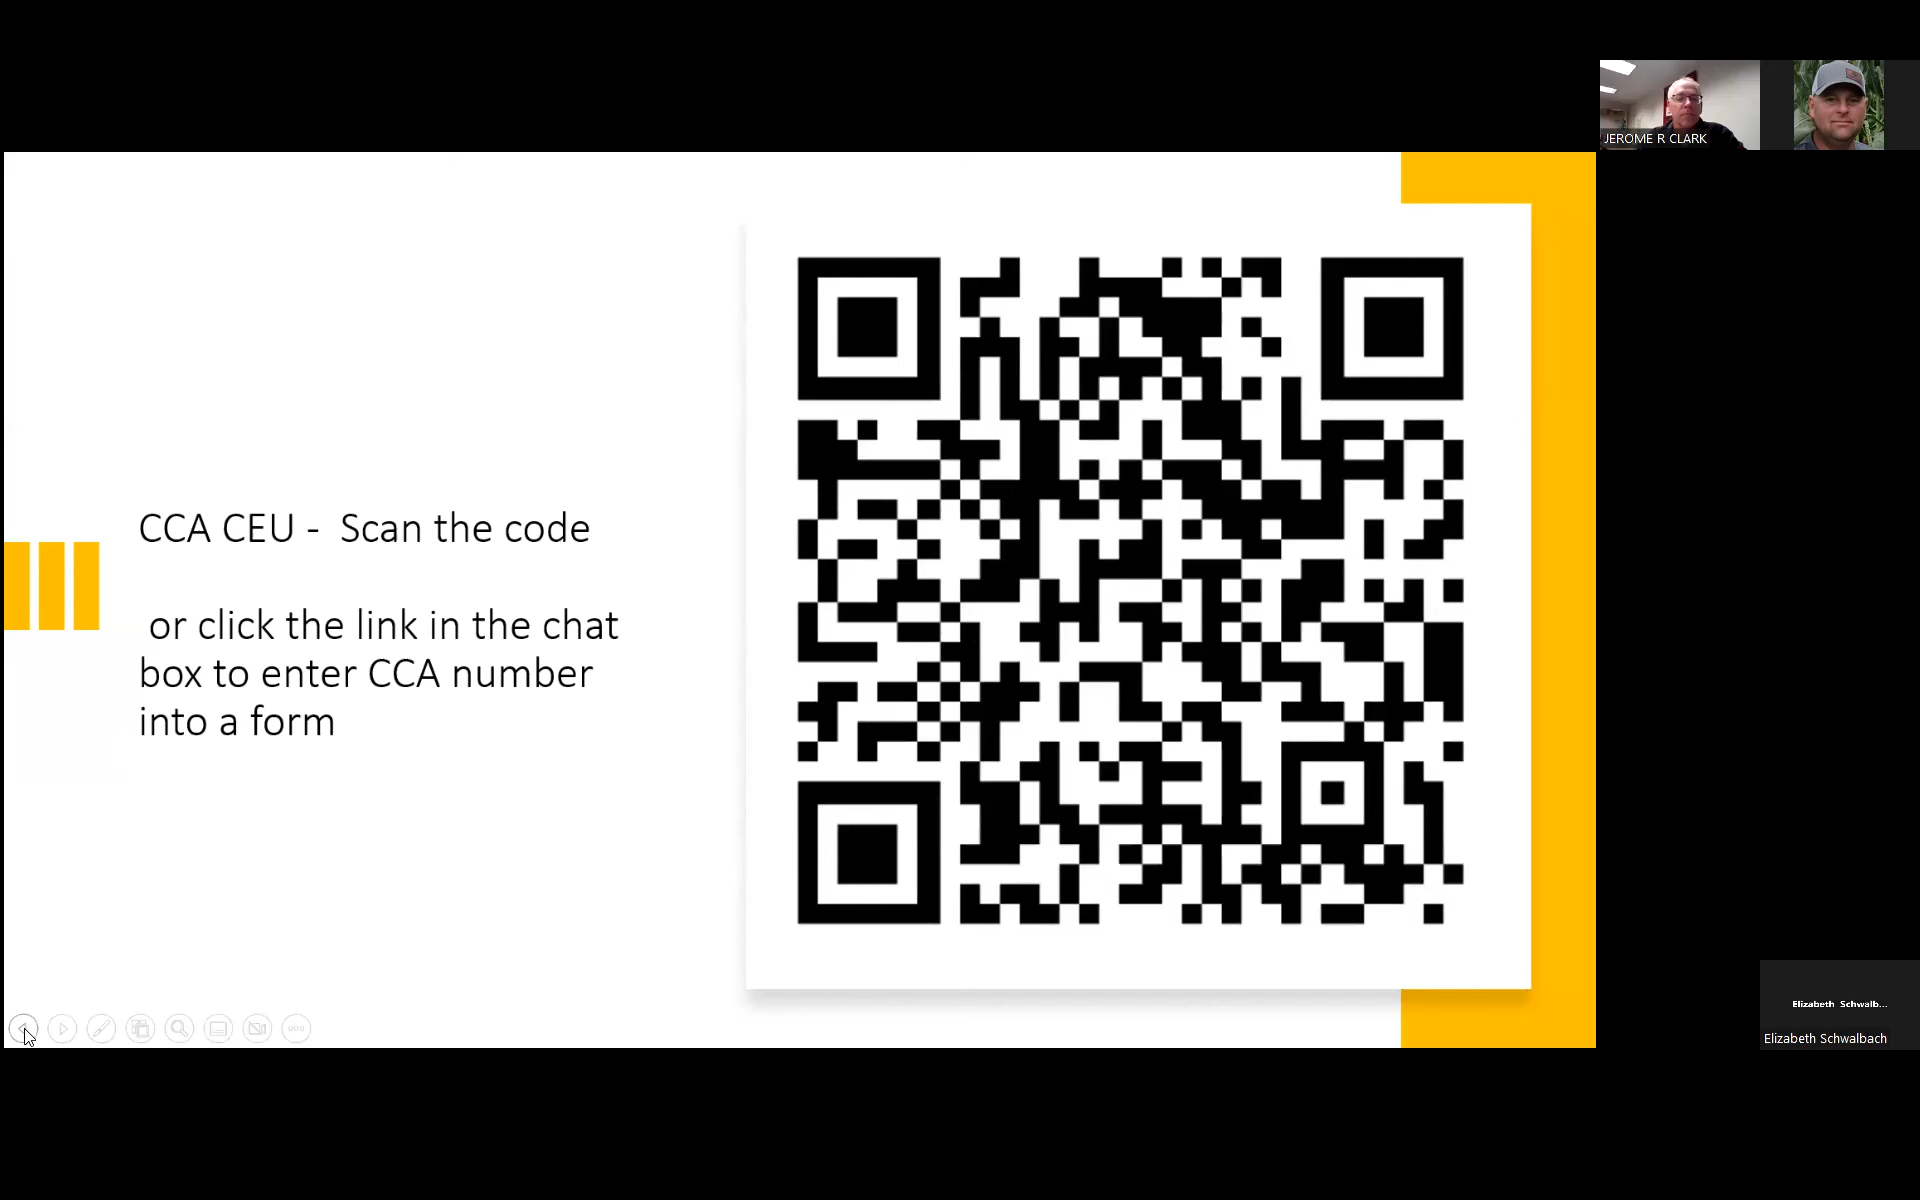 JEROME R CLARK
CCA CEU -  Scan the code
or click the link in the chat
box to enter CCA number
into a form
Elizabeth Schwalb...
Elizabeth Schwalbach